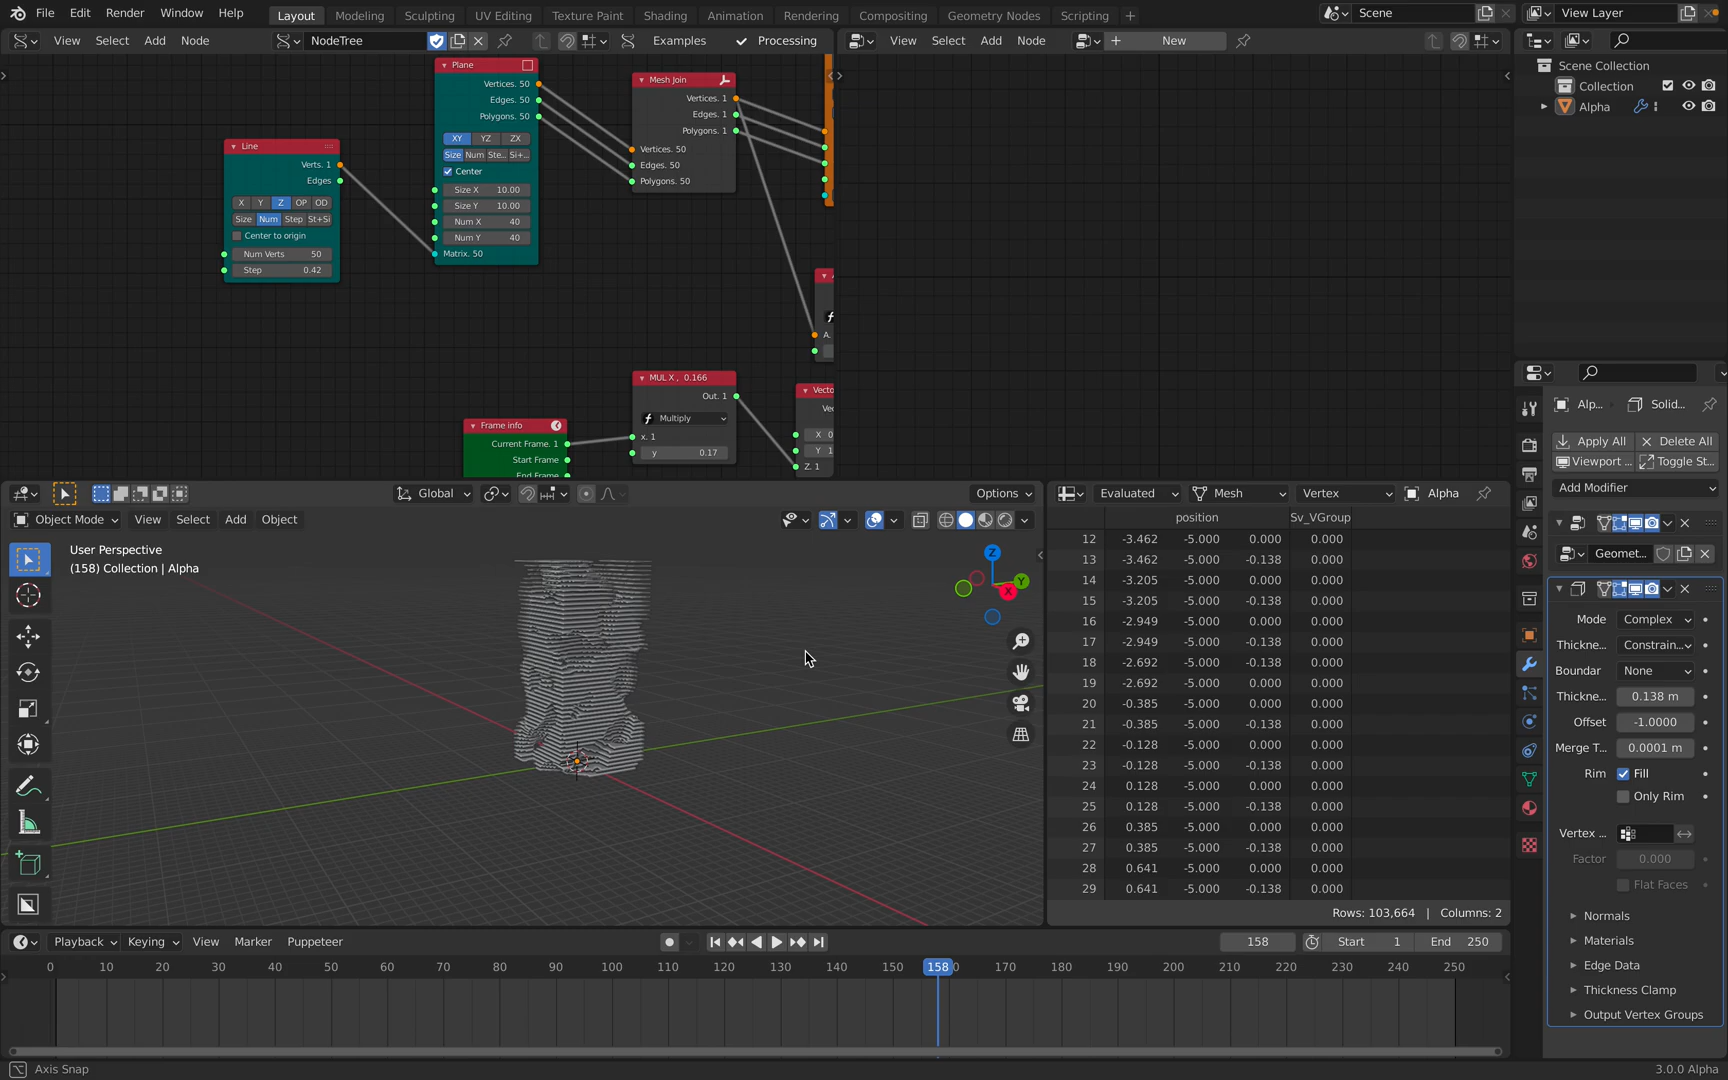 File Edit Render Window Help Layout Modeling Sculpting UV Editing Texture Paint Shading Animation Rendering Compositing Geometry Nodes Scripting Scene View Layer
View Select Add Node NodeTree Examples Processing View Select Add Node New
Scene Collection
Collection
Alpha
Plane
Vertices. 50
Edges. 50
Polygons. 50
XY YZ ZX
Size Num Ste... Si+...
Center
Size X 10.00
Size Y 10.00
Num X 40
Num Y 40
Matrix. 50
Mesh Join
Vertices. 1
Edges. 1
Polygons. 1
Vertices. 50
Edges. 50
Polygons. 50
Line
Verts. 1
Edges
X Y Z OP OD
Size Num Step St+Si
Center to origin
Num Verts 50
Step 0.42
A.
MUL X , 0.166
Out. 1
Multiply
x. 1
y 0.17
Vecto
Vec
X 0
Y 1
Z. 1
Frame info
Current Frame. 1
Start Frame
End Frame
Alp... Solid...
Apply All Delete All
Viewport ... Toggle St...
Add Modifier
Geomet...
Mode Complex
Thickne... Constrain...
Boundar None
Thickne... 0.138 m
Offset -1.0000
Merge T... 0.0001 m
Rim Fill
Only Rim
Vertex ...
Factor 0.000
Flat Faces
Normals
Materials
Edge Data
Thickness Clamp
Output Vertex Groups
Global Options
Object Mode View Select Add Object
User Perspective
(158) Collection | Alpha
Z
Y
X
Evaluated Mesh Vertex Alpha
position Sv_VGroup
12 -3.462 -5.000 0.000 0.000
13 -3.462 -5.000 -0.138 0.000
14 -3.205 -5.000 0.000 0.000
15 -3.205 -5.000 -0.138 0.000
16 -2.949 -5.000 0.000 0.000
17 -2.949 -5.000 -0.138 0.000
18 -2.692 -5.000 -0.138 0.000
19 -2.692 -5.000 0.000 0.000
20 -0.385 -5.000 0.000 0.000
21 -0.385 -5.000 -0.138 0.000
22 -0.128 -5.000 0.000 0.000
23 -0.128 -5.000 -0.138 0.000
24 0.128 -5.000 0.000 0.000
25 0.128 -5.000 -0.138 0.000
26 0.385 -5.000 0.000 0.000
27 0.385 -5.000 -0.138 0.000
28 0.641 -5.000 0.000 0.000
29 0.641 -5.000 -0.138 0.000
Rows: 103,664 | Columns: 2
Playback Keying View Marker Puppeteer 158 Start 1 End 250
0 10 20 30 40 50 60 70 80 90 100 110 120 130 140 150 158 0 170 180 190 200 210 220 230 240 250
Axis Snap 3.0.0 Alpha